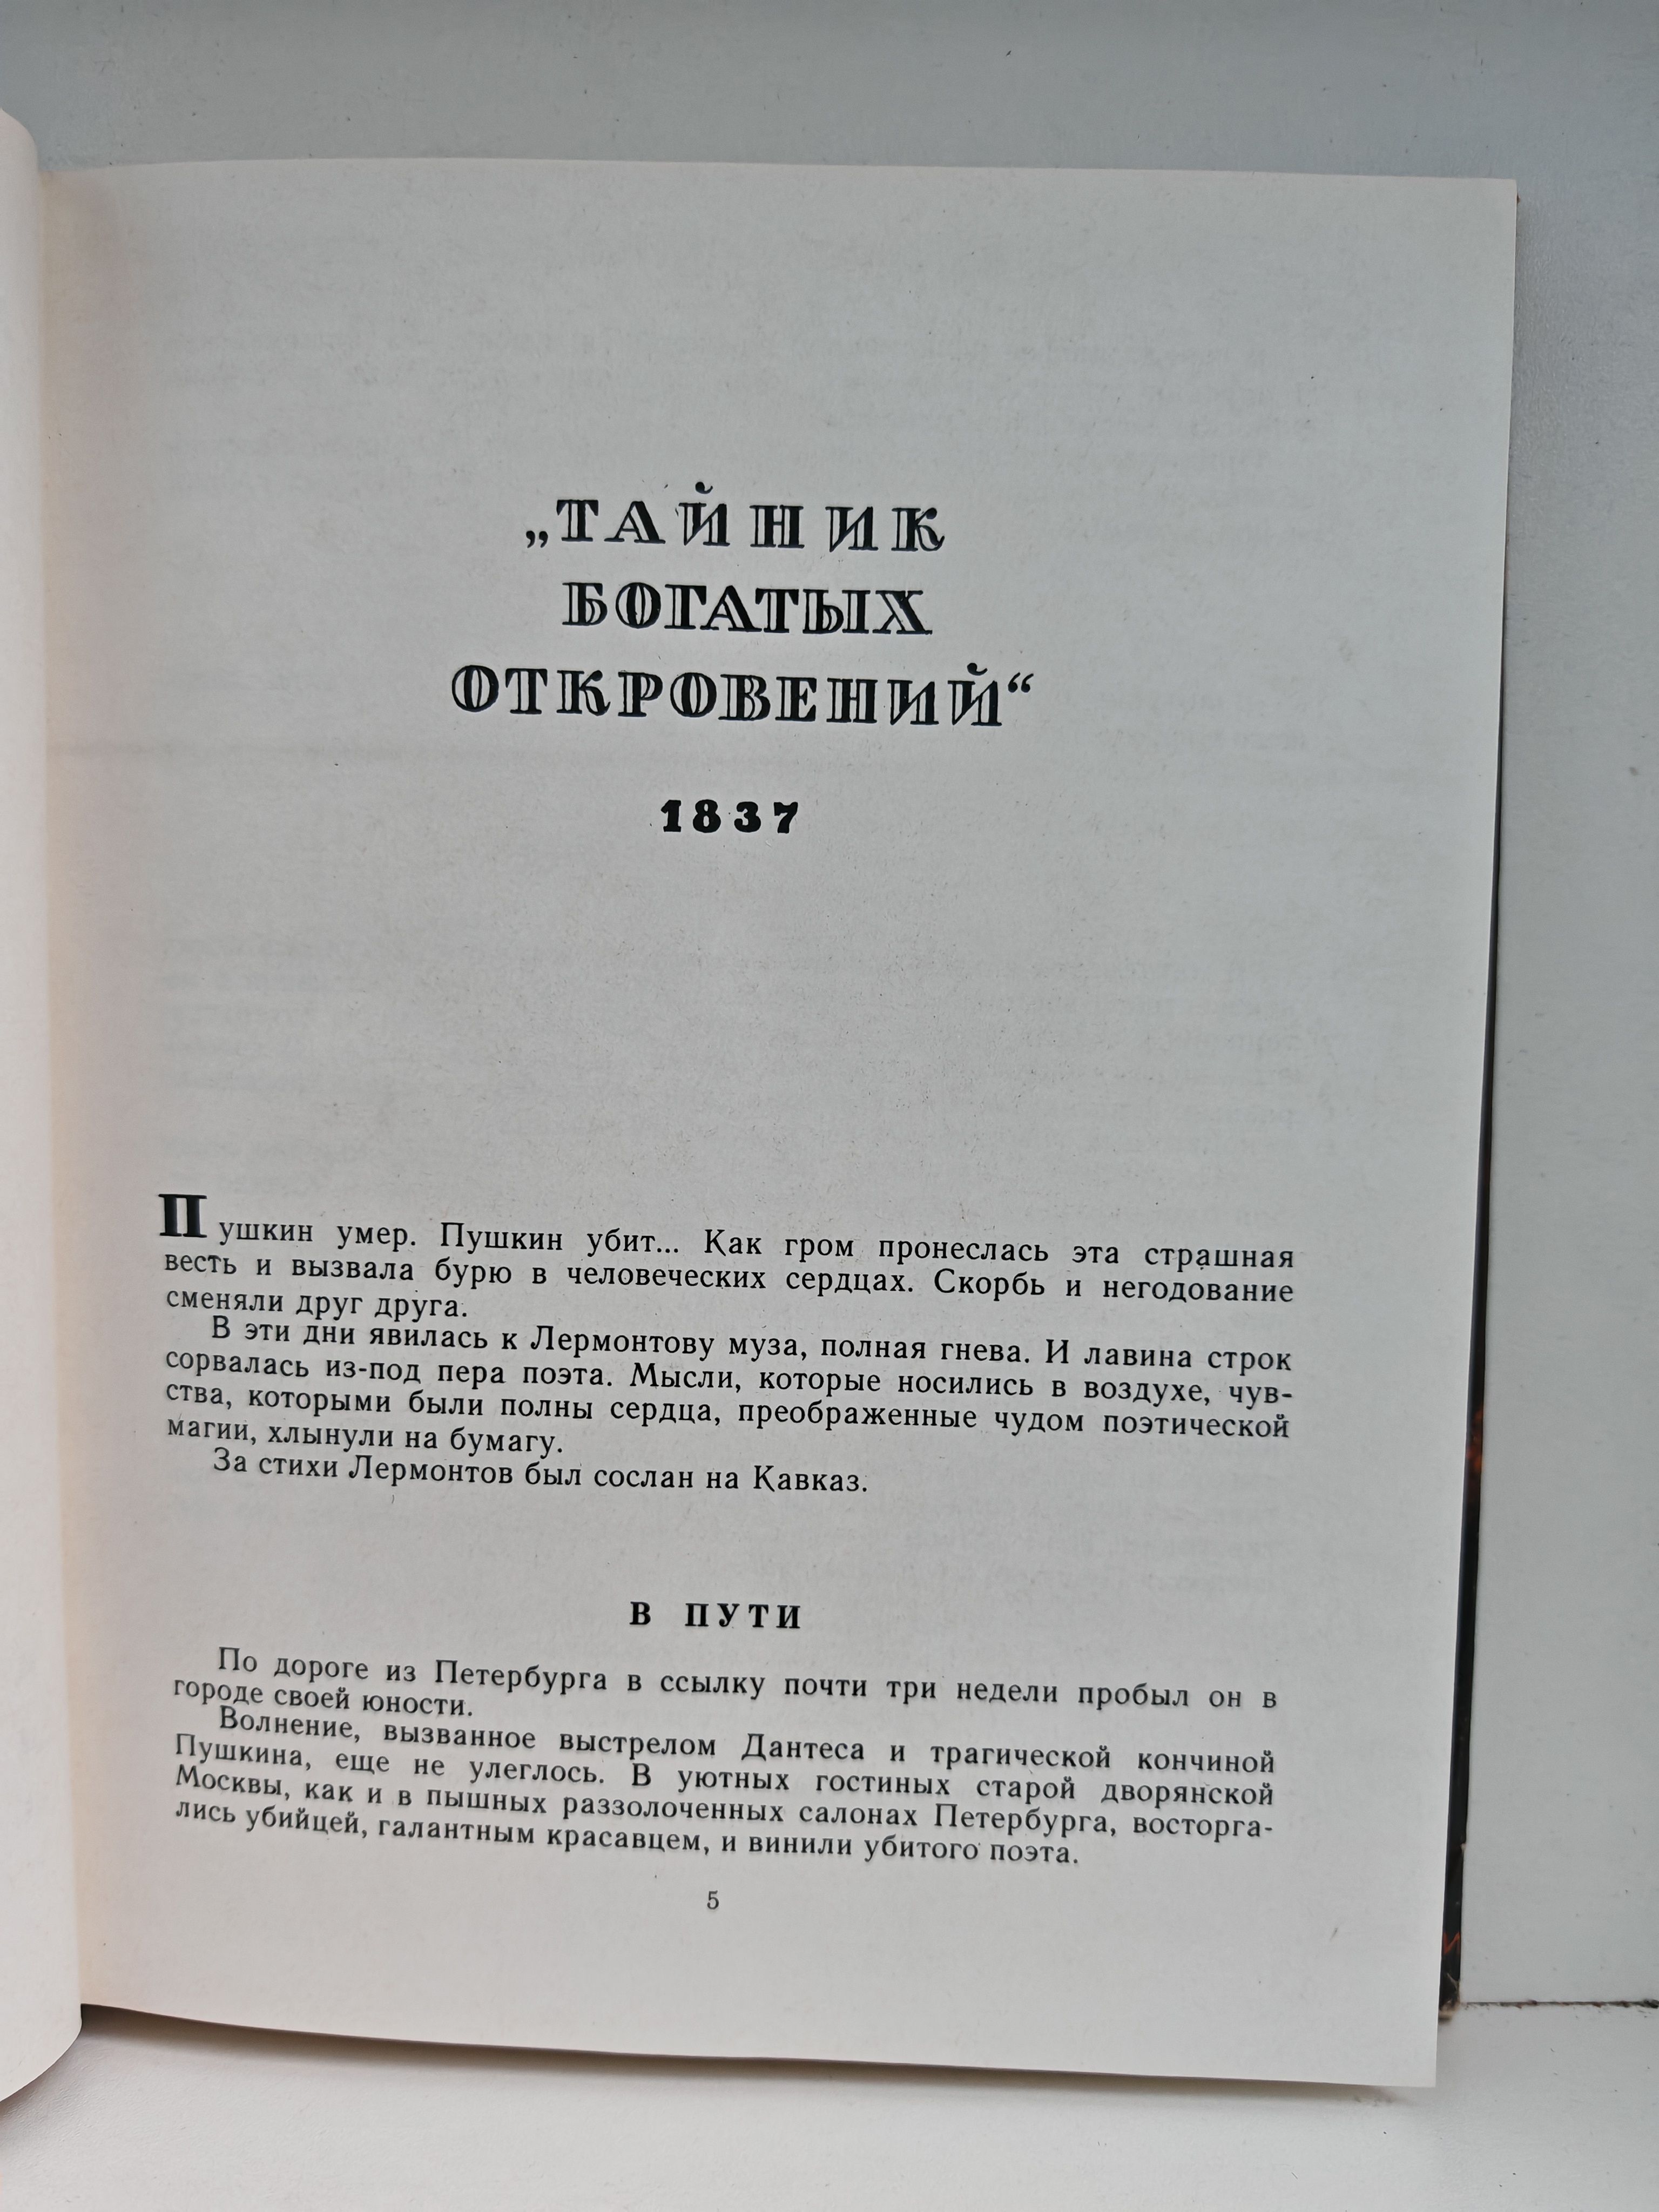 „ТАЙНИК
БОГАТЫХ
ОТКРОВЕНИЙ“
1837
Пушкин умер. Пушкин убит... Как гром пронеслась эта страшная
весть и вызвала бурю в человеческих сердцах. Скорбь и негодование
сменяли друг друга.
В эти дни явилась к Лермонтову муза, полная гнева. И лавина строк
сорвалась из-под пера поэта. Мысли, которые носились в воздухе, чув-
ства, которыми были полны сердца, преображенные чудом поэтической
магии, хлынули на бумагу.
За стихи Лермонтов был сослан на Кавказ.
В ПУТИ
По дороге из Петербурга в ссылку почти три недели пробыл он в
городе своей юности.
Волнение, вызванное выстрелом Дантеса и трагической кончиной
Пушкина, еще не улеглось. В уютных гостиных старой дворянской
Москвы, как и в пышных раззолоченных салонах Петербурга, восторга-
лись убийцей, галантным красавцем, и винили убитого поэта.
5